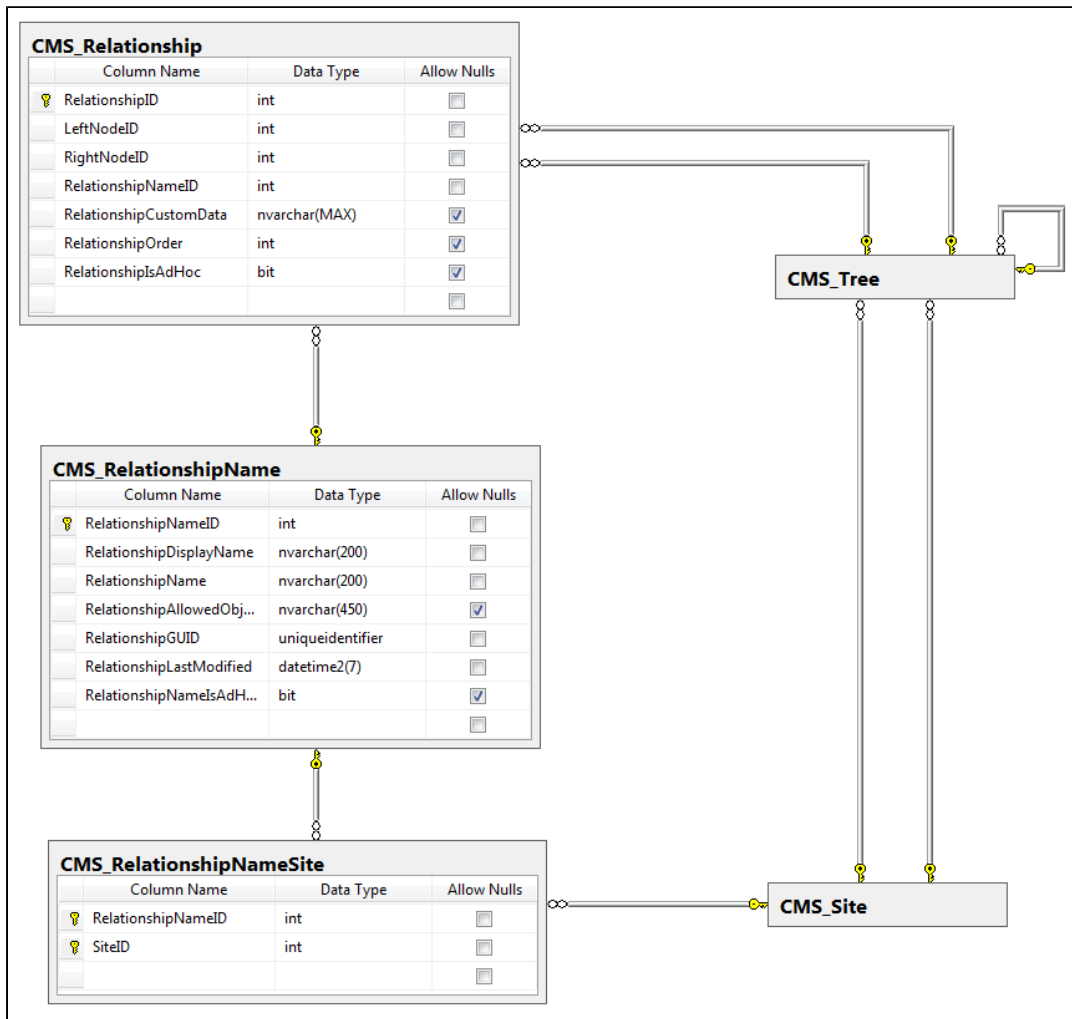 CMS_Relationship
Column Name Data Type Allow Nulls
RelationshipID int
LeftNodeID int
RightNodeID int
RelationshipNameID int
RelationshipCustomData nvarchar(MAX)
RelationshipOrder int
RelationshipIsAdHoc bit
CMS_Tree
CMS_RelationshipName
Column Name Data Type Allow Nulls
RelationshipNameID int
RelationshipDisplayName nvarchar(200)
RelationshipName nvarchar(200)
RelationshipAllowedObj... nvarchar(450)
RelationshipGUID uniqueidentifier
RelationshipLastModified datetime2(7)
RelationshipNameIsAdH... bit
CMS_RelationshipNameSite
Column Name Data Type Allow Nulls
RelationshipNameID int
SiteID int
CMS_Site